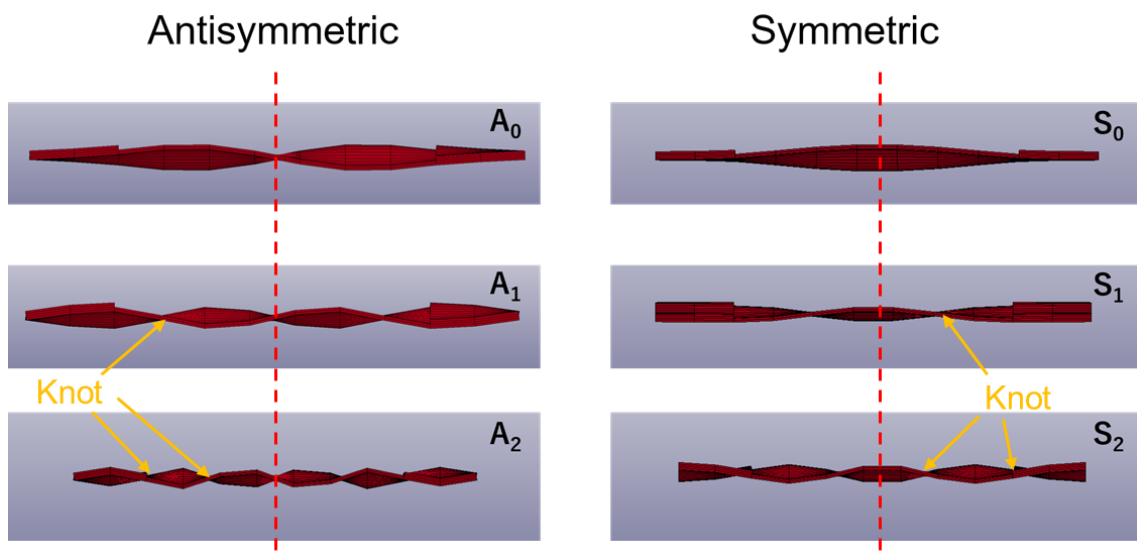 Antisymmetric
Symmetric
A₀
S₀
A₁
S₁
Knot
Knot
A₂
S₂